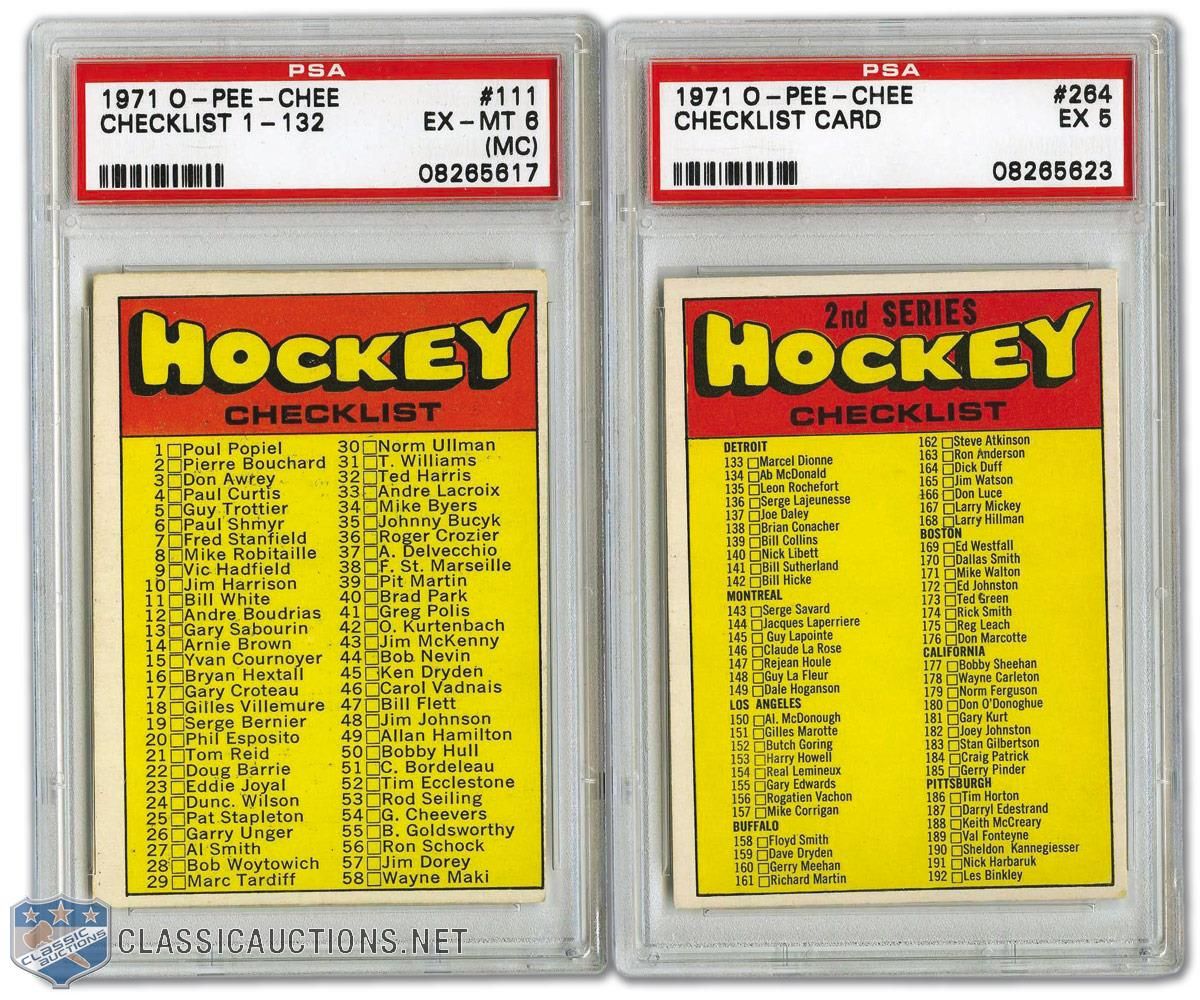 PSA
1971 O-PEE-CHEE #111
CHECKLIST 1-132 EX-MT 6
(MC)
08265617
HOCKEY
CHECKLIST
1 Poul Popiel
2 Pierre Bouchard
3 Don Awrey
4 Paul Curtis
5 Guy Trottier
6 Paul Shmyr
7 Fred Stanfield
8 Mike Robitaille
9 Vic Hadfield
10 Jim Harrison
11 Bill White
12 Andre Boudrias
13 Gary Sabourin
14 Arnie Brown
15 Yvan Cournoyer
16 Bryan Hextall
17 Gary Croteau
18 Gilles Villemure
19 Serge Bernier
20 Phil Esposito
21 Tom Reid
22 Doug Barrie
23 Eddie Joyal
24 Dunc. Wilson
25 Pat Stapleton
26 Garry Unger
27 Al Smith
28 Bob Woytowich
29 Marc Tardiff
30 Norm Ullman
31 T. Williams
32 Ted Harris
33 Andre Lacroix
34 Mike Byers
35 Johnny Bucyk
36 Roger Crozier
37 A. Delvecchio
38 F. St. Marseille
39 Pit Martin
40 Brad Park
41 Greg Polis
42 O. Kurtenbach
43 Jim McKenny
44 Bob Nevin
45 Ken Dryden
46 Carol Vadnais
47 Bill Flett
48 Jim Johnson
49 Allan Hamilton
50 Bobby Hull
51 C. Bordeleau
52 Tim Ecclestone
53 Rod Seiling
54 G. Cheevers
55 B. Goldsworthy
56 Ron Schock
57 Jim Dorey
58 Wayne Maki
PSA
1971 O-PEE-CHEE #264
CHECKLIST CARD EX 5
08265623
2nd SERIES
HOCKEY
CHECKLIST
DETROIT
133 Marcel Dionne
134 Ab McDonald
135 Leon Rochefort
136 Serge Lajeunesse
137 Joe Daley
138 Brian Conacher
139 Bill Collins
140 Nick Libett
141 Bill Sutherland
142 Bill Hicke
MONTREAL
143 Serge Savard
144 Jacques Laperriere
145 Guy Lapointe
146 Claude La Rose
147 Rejean Houle
148 Guy La Fleur
149 Dale Hoganson
LOS ANGELES
150 Al. McDonough
151 Gilles Marotte
152 Butch Goring
153 Harry Howell
154 Real Lemineux
155 Gary Edwards
156 Rogatien Vachon
157 Mike Corrigan
BUFFALO
158 Floyd Smith
159 Dave Dryden
160 Gerry Meehan
161 Richard Martin
162 Steve Atkinson
163 Ron Anderson
164 Dick Duff
165 Jim Watson
166 Don Luce
167 Larry Mickey
168 Larry Hillman
BOSTON
169 Ed Westfall
170 Dallas Smith
171 Mike Walton
172 Ed Johnston
173 Ted Green
174 Rick Smith
175 Reg Leach
176 Don Marcotte
CALIFORNIA
177 Bobby Sheehan
178 Wayne Carleton
179 Norm Ferguson
180 Don O'Donoghue
181 Gary Kurt
182 Joey Johnston
183 Stan Gilbertson
184 Craig Patrick
185 Gerry Pinder
PITTSBURGH
186 Tim Horton
187 Darryl Edestrand
188 Keith McCreary
189 Val Fonteyne
190 Sheldon Kannegiesser
191 Nick Harbaruk
192 Les Binkley
CLASSIC
AUCTIONS
CLASSICAUCTIONS.NET